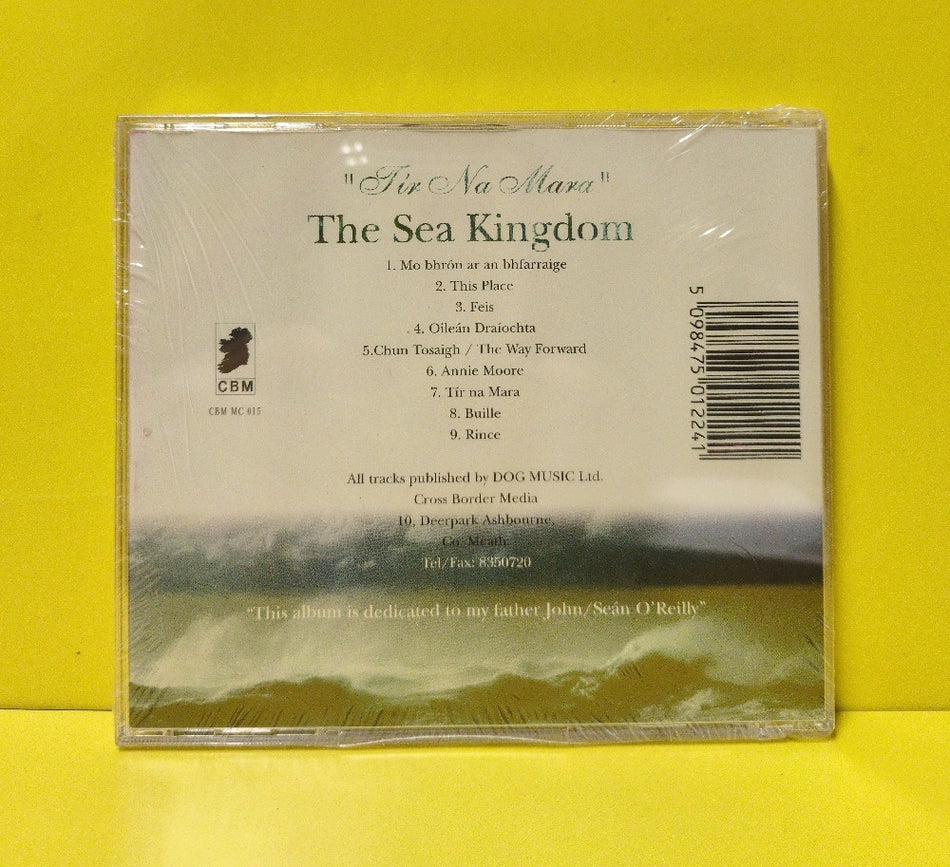 "Tír Na Mara"
The Sea Kingdom
1. Mo bhrón ar an bhfarraige
2. This Place
3. Feis
4. Oileán Draíochta
5.Chun Tosaigh / The Way Forward
6. Annie Moore
7. Tír na Mara
8. Buille
9. Rince
CBM
CBM MC 015
5 098475 012241
All tracks published by DOG MUSIC Ltd.
Cross Border Media
10, Deerpark Ashbourne,
Co. Meath.
Tel/Fax: 8350720
"This album is dedicated to my father John/Seán O'Reilly"